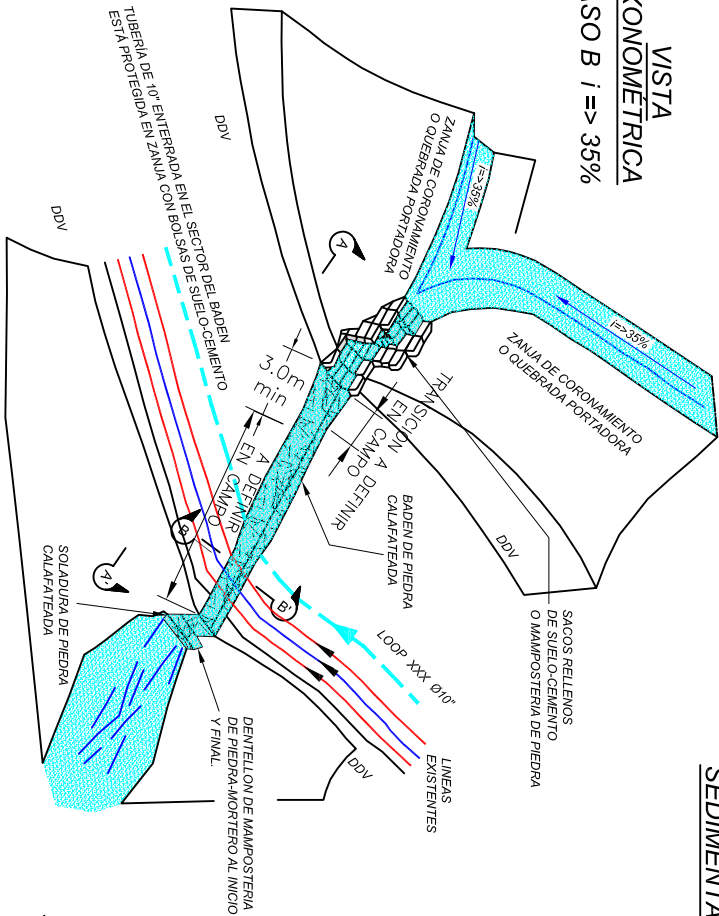 VISTA
XONOMÉTRICA
ASO B i => 35%
SEDIMENTA
ZANJA DE CORONAMIENTO
O QUEBRADA PORTADORA
i=>35%
i=>35%
ZANJA DE CORONAMIENTO
O QUEBRADA PORTADORA
DDV
DDV
DDV
DDV
TUBERÍA DE 10" ENTERRADA EN EL SECTOR DEL BADEN
ESTÁ PROTEGIDA EN ZANJA CON BOLSAS DE SUELO-CEMENTO
A
3.0m
min
TRANSICION A DEFINIR
EN CAMPO
A DEFINIR
EN CAMPO
BADEN DE PIEDRA
CALAFATEADA
SACOS RELLENOS
DE SUELO-CEMENTO
O MAMPOSTERIA DE PIEDRA
B
B'
A'
LOOP XXX Ø10"
LINEAS
EXISTENTES
SOLADURA DE PIEDRA
CALAFATEADA
DENTELLON DE MAMPOSTERIA
DE PIEDRA-MORTERO AL INICIO
Y FINAL.